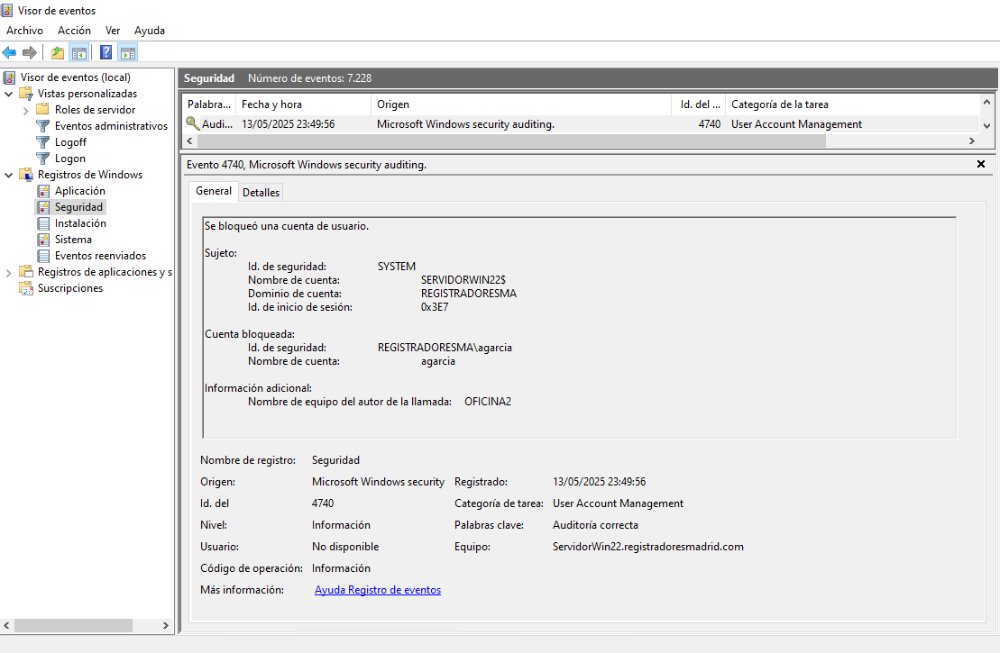 Visor de eventos
Archivo Acción Ver Ayuda
Visor de eventos (local)
Vistas personalizadas
Roles de servidor
Eventos administrativos
Logoff
Logon
Registros de Windows
Aplicación
Seguridad
Instalación
Sistema
Eventos reenviados
Registros de aplicaciones y s
Suscripciones
Seguridad Número de eventos: 7.228
Palabra... Fecha y hora Origen Id. del ... Categoría de la tarea
Audi... 13/05/2025 23:49:56 Microsoft Windows security auditing. 4740 User Account Management
Evento 4740, Microsoft Windows security auditing.
General Detalles
Se bloqueó una cuenta de usuario.
Sujeto:
Id. de seguridad: SYSTEM
Nombre de cuenta: SERVIDORWIN22$
Dominio de cuenta: REGISTRADORESMA
Id. de inicio de sesión: 0x3E7
Cuenta bloqueada:
Id. de seguridad: REGISTRADORESMA\agarcia
Nombre de cuenta: agarcia
Información adicional:
Nombre de equipo del autor de la llamada: OFICINA2
Nombre de registro: Seguridad
Origen: Microsoft Windows security Registrado: 13/05/2025 23:49:56
Id. del 4740 Categoría de tarea: User Account Management
Nivel: Información Palabras clave: Auditoría correcta
Usuario: No disponible Equipo: ServidorWin22.registradoresmadrid.com
Código de operación: Información
Más información: Ayuda Registro de eventos